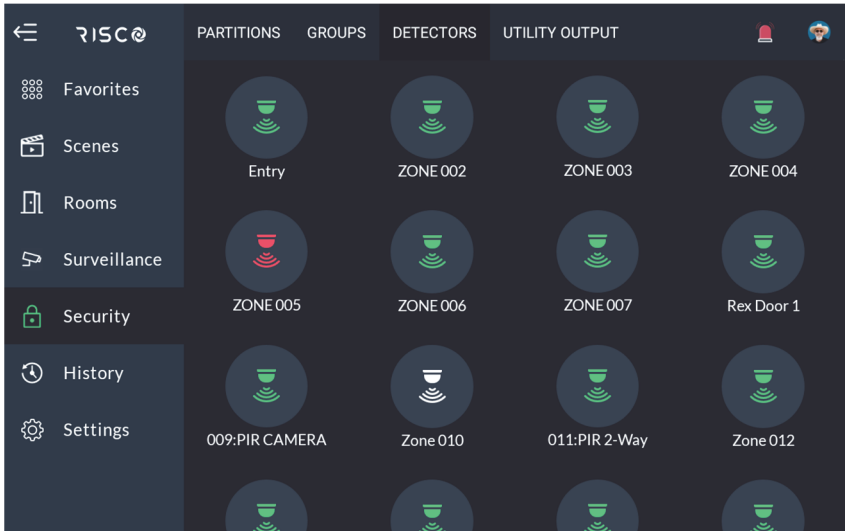 RISCO
PARTITIONS GROUPS DETECTORS UTILITY OUTPUT
Favorites
Scenes
Rooms
Surveillance
Security
History
Settings
Entry ZONE 002 ZONE 003 ZONE 004
ZONE 005 ZONE 006 ZONE 007 Rex Door 1
009:PIR CAMERA Zone 010 011:PIR 2-Way Zone 012